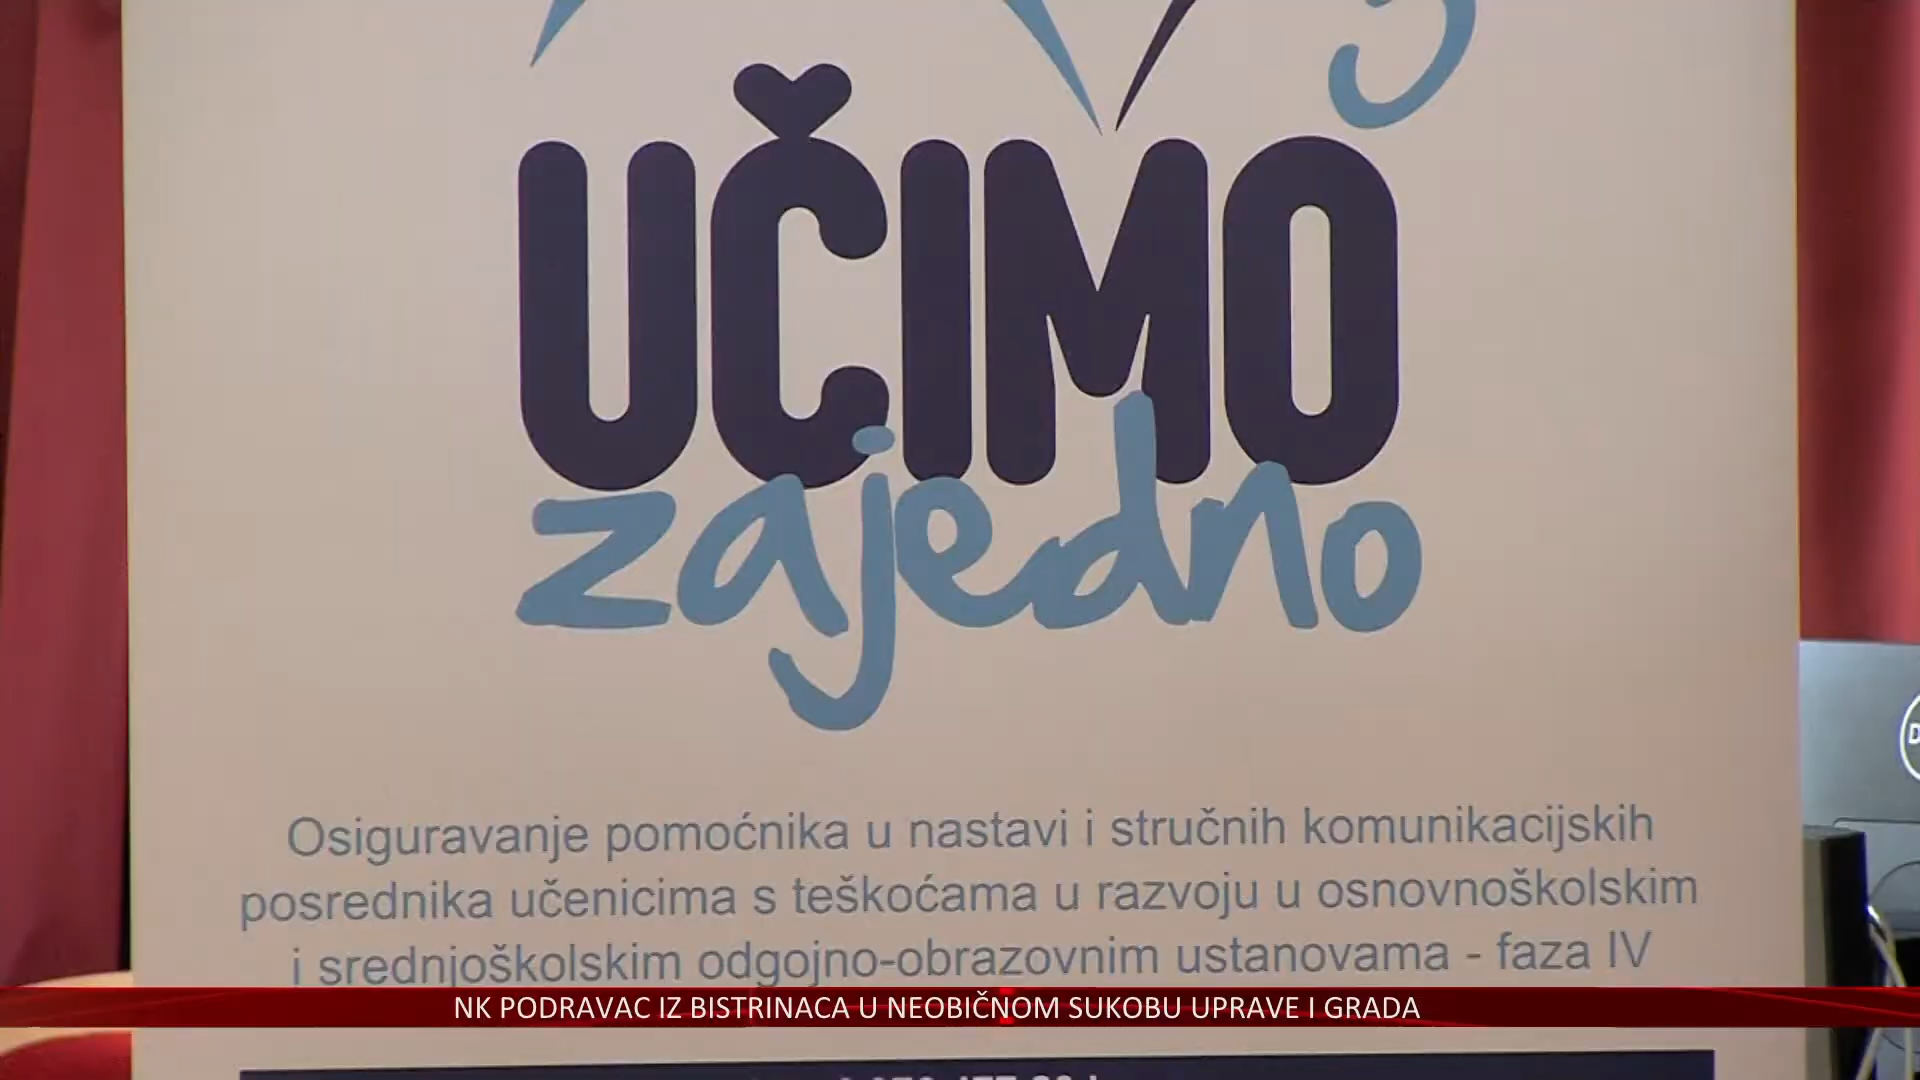 UČIMO
zajedno
Osiguravanje pomoćnika u nastavi i stručnih komunikacijskih
posrednika učenicima s teškoćama u razvoju u osnovnoškolskim
i srednjoškolskim odgojno-obrazovnim ustanovama - faza IV
NK PODRAVAC IZ BISTRINACA U NEOBIČNOM SUKOBU UPRAVE I GRADA